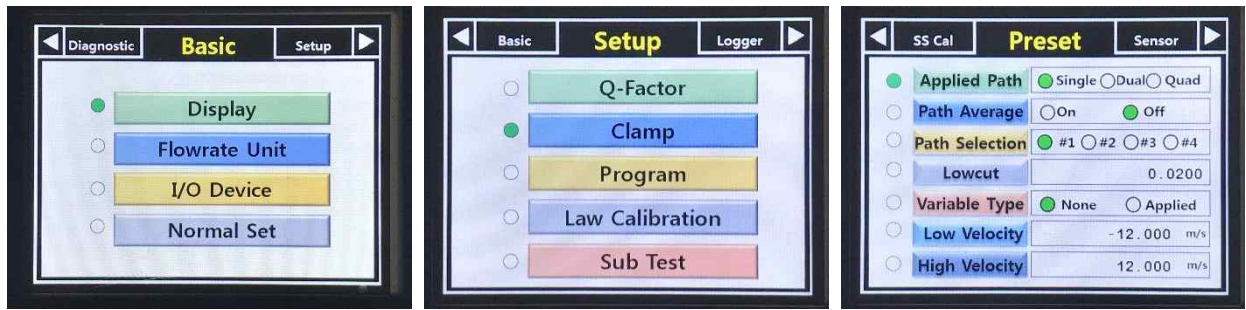 Diagnostic Basic Setup
Display
Flowrate Unit
I/O Device
Normal Set
Basic Setup Logger
Q-Factor
Clamp
Program
Law Calibration
Sub Test
SS Cal Preset Sensor
Applied Path Single Dual Quad
Path Average On Off
Path Selection #1 #2 #3 #4
Lowcut 0.0200
Variable Type None Applied
Low Velocity -12.000 m/s
High Velocity 12.000 m/s